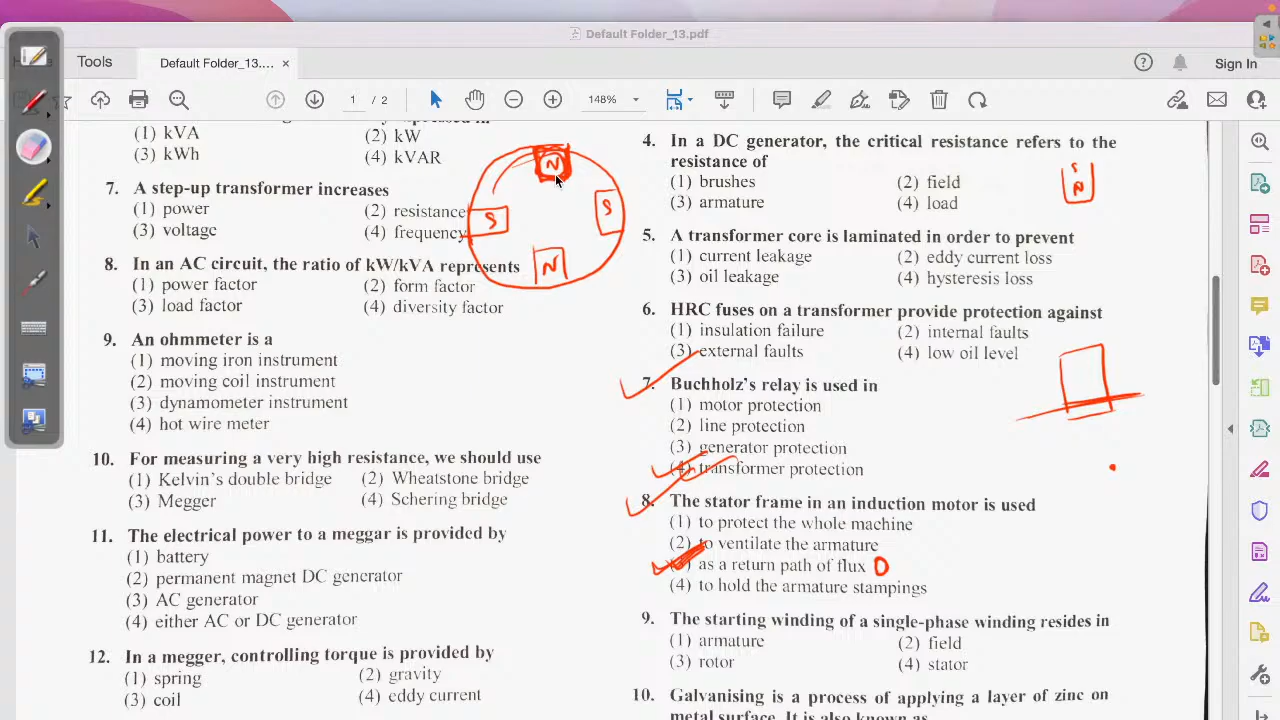 Default Folder_13.pdf
Tools
Default Folder_13....
Sign In
1 / 2
148%
(1) kVA (2) kW
(3) kWh (4) kVAR
7. A step-up transformer increases
(1) power (2) resistance
(3) voltage (4) frequency
8. In an AC circuit, the ratio of kW/kVA represents
(1) power factor (2) form factor
(3) load factor (4) diversity factor
9. An ohmmeter is a
(1) moving iron instrument
(2) moving coil instrument
(3) dynamometer instrument
(4) hot wire meter
10. For measuring a very high resistance, we should use
(1) Kelvin's double bridge (2) Wheatstone bridge
(3) Megger (4) Schering bridge
11. The electrical power to a meggar is provided by
(1) battery
(2) permanent magnet DC generator
(3) AC generator
(4) either AC or DC generator
12. In a megger, controlling torque is provided by
(1) spring (2) gravity
(3) coil (4) eddy current
N
S
S
N
4. In a DC generator, the critical resistance refers to the
resistance of
(1) brushes (2) field
(3) armature (4) load
S
N
5. A transformer core is laminated in order to prevent
(1) current leakage (2) eddy current loss
(3) oil leakage (4) hysteresis loss
6. HRC fuses on a transformer provide protection against
(1) insulation failure (2) internal faults
(3) external faults (4) low oil level
7. Buchholz's relay is used in
(1) motor protection
(2) line protection
(3) generator protection
(4) transformer protection
8. The stator frame in an induction motor is used
(1) to protect the whole machine
(2) to ventilate the armature
as a return path of flux
(4) to hold the armature stampings
9. The starting winding of a single-phase winding resides in
(1) armature (2) field
(3) rotor (4) stator
10. Galvanising is a process of applying a layer of zinc on
metal surface. It is also known as